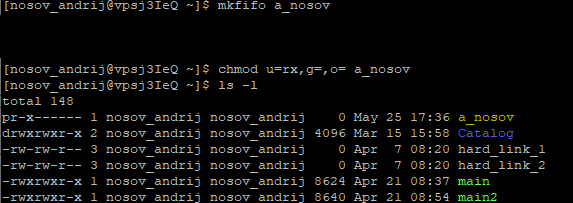 [nosov_andrij@vpsj3IeQ ~]$ mkfifo a_nosov
[nosov_andrij@vpsj3IeQ ~]$ chmod u=rx,g=,o= a_nosov
[nosov_andrij@vpsj3IeQ ~]$ ls -l
total 148
pr-x------ 1 nosov_andrij nosov_andrij    0 May 25 17:36 a_nosov
drwxrwxr-x 2 nosov_andrij nosov_andrij 4096 Mar 15 15:58 Catalog
-rw-rw-r-- 3 nosov_andrij nosov_andrij    0 Apr  7 08:20 hard_link_1
-rw-rw-r-- 3 nosov_andrij nosov_andrij    0 Apr  7 08:20 hard_link_2
-rwxrwxr-x 1 nosov_andrij nosov_andrij 8624 Apr 21 08:37 main
-rwxrwxr-x 1 nosov_andrij nosov_andrij 8640 Apr 21 08:54 main2